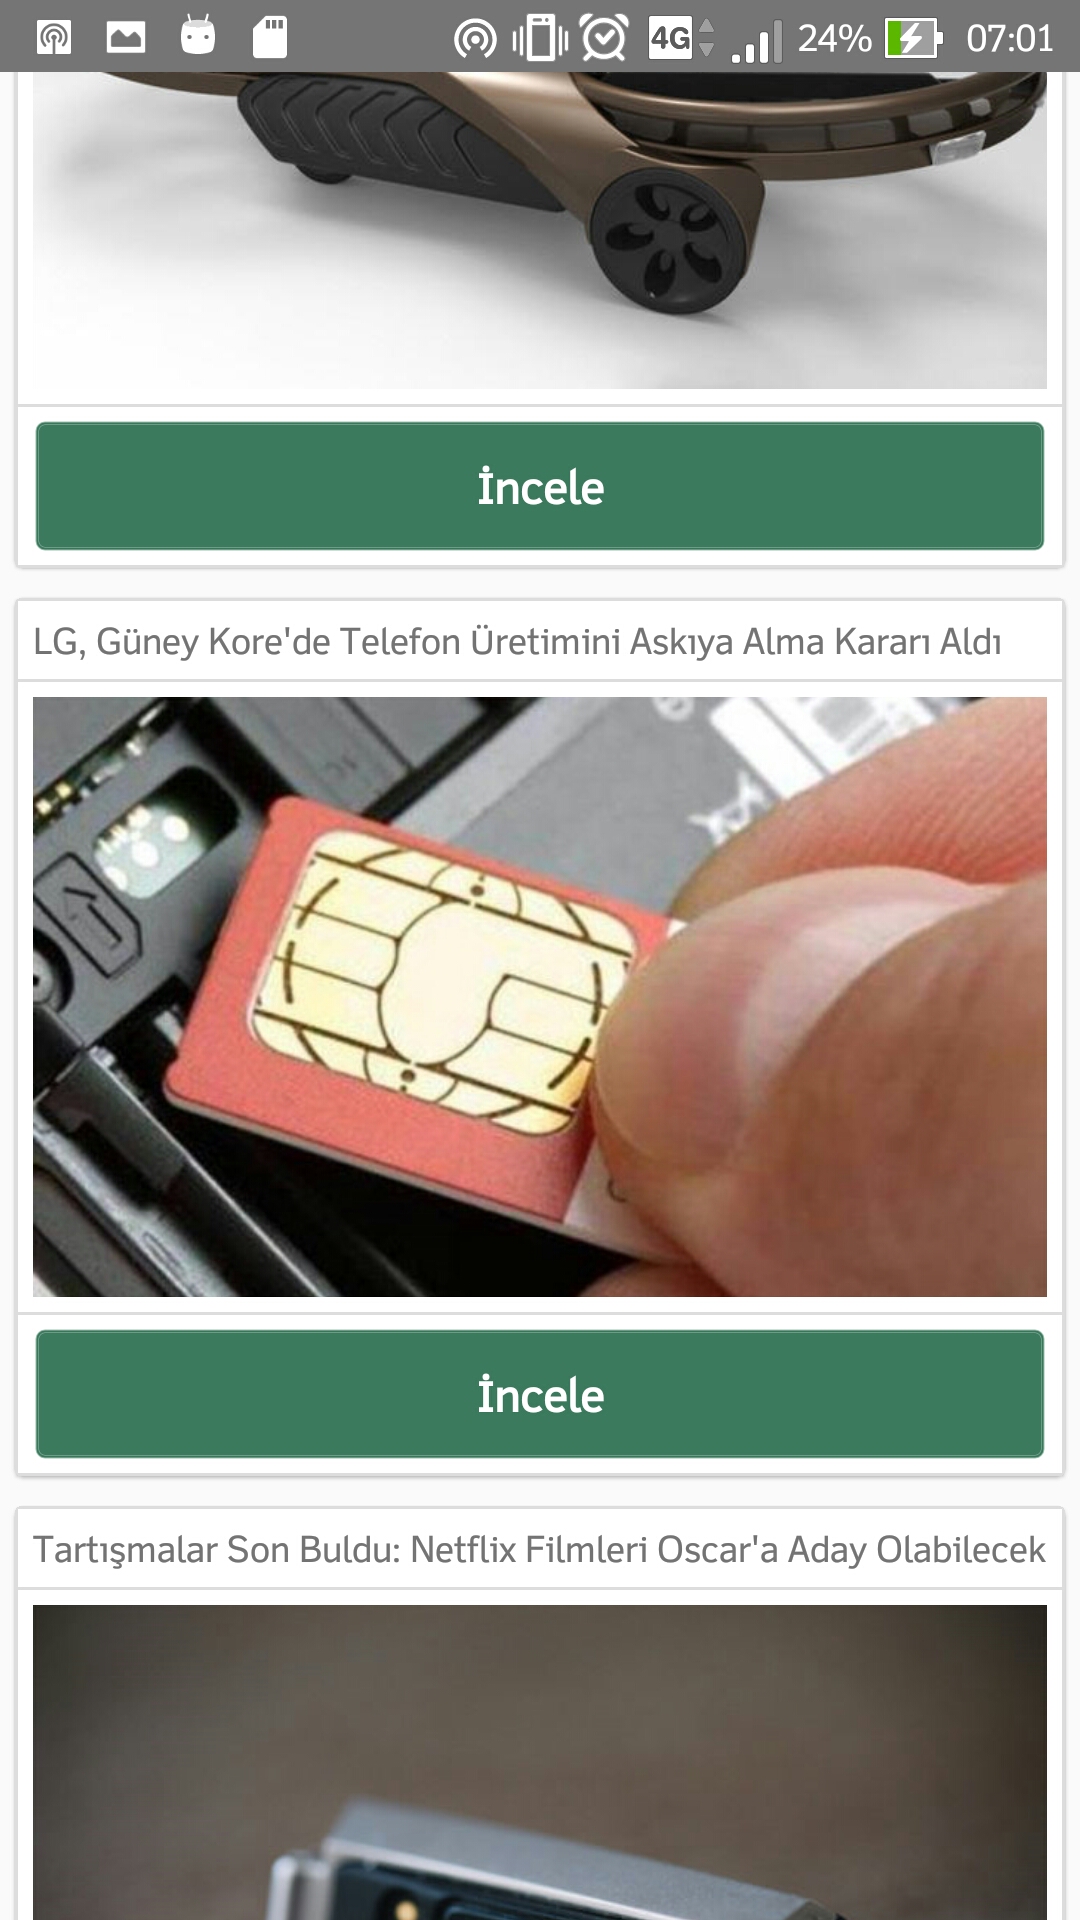 4G 24% 07:01
İncele
LG, Güney Kore'de Telefon Üretimini Askıya Alma Kararı Aldı
İncele
Tartışmalar Son Buldu: Netflix Filmleri Oscar'a Aday Olabilecek